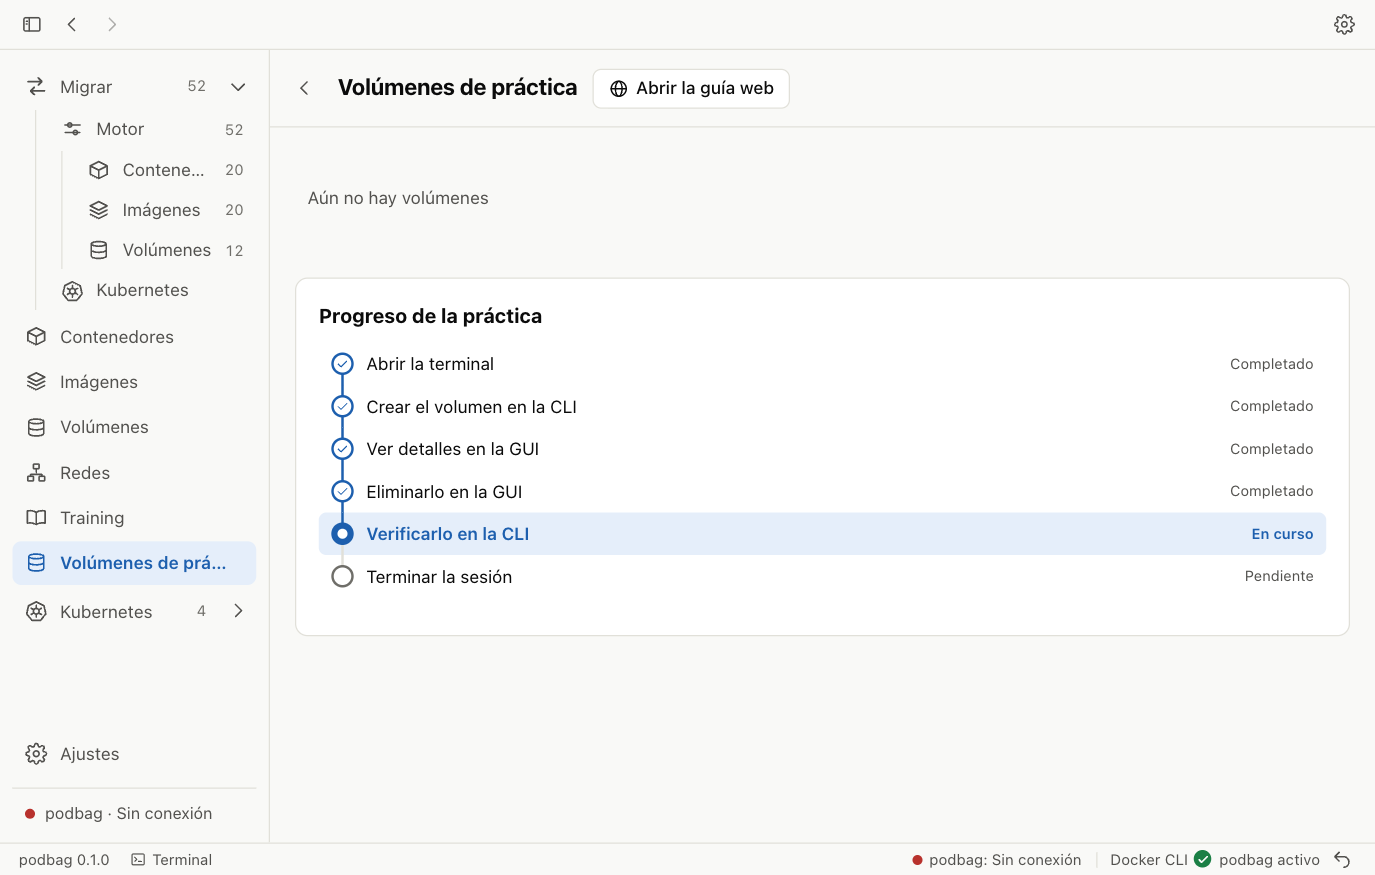 Migrar 52
Motor 52
Contene... 20
Imágenes 20
Volúmenes 12
Kubernetes
Contenedores
Imágenes
Volúmenes
Redes
Training
Volúmenes de prá...
Kubernetes 4
Ajustes
podbag · Sin conexión
Volúmenes de práctica
Abrir la guía web
Aún no hay volúmenes
Progreso de la práctica
Abrir la terminal Completado
Crear el volumen en la CLI Completado
Ver detalles en la GUI Completado
Eliminarlo en la GUI Completado
Verificarlo en la CLI En curso
Terminar la sesión Pendiente
podbag 0.1.0 Terminal podbag: Sin conexión Docker CLI podbag activo